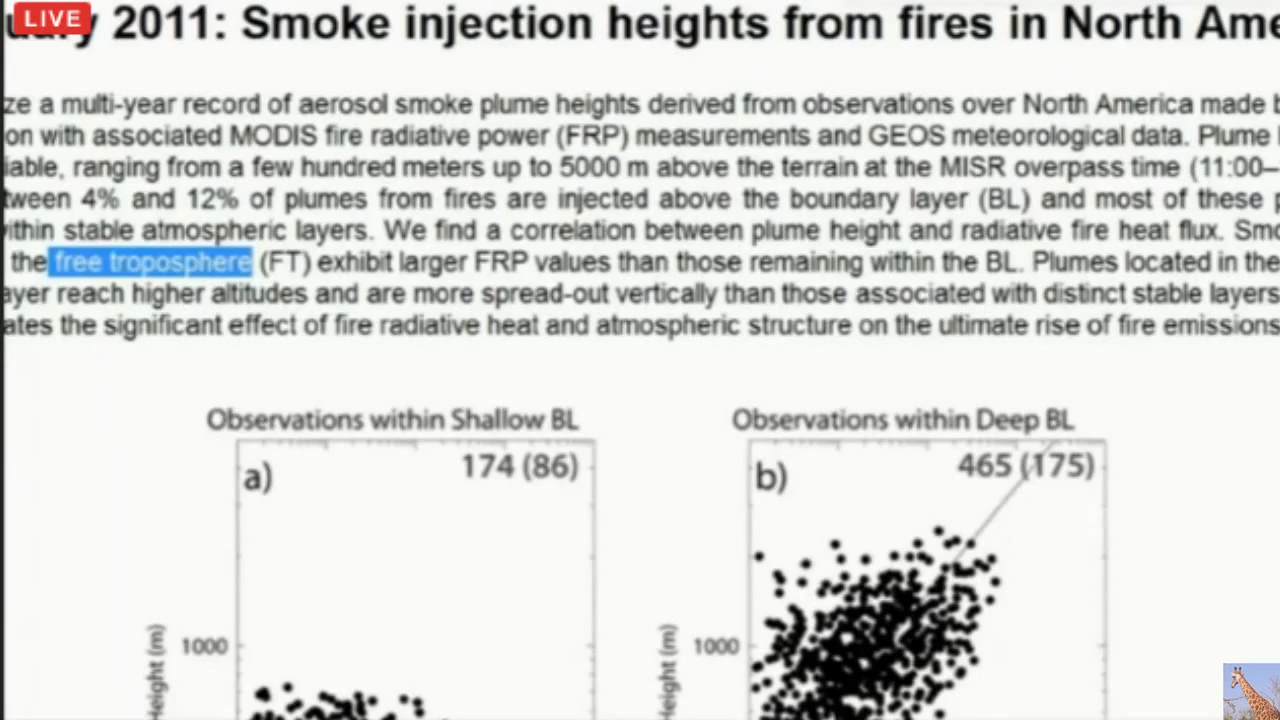 LIVE
uary 2011: Smoke injection heights from fires in North Ame
ze a multi-year record of aerosol smoke plume heights derived from observations over North America made
on with associated MODIS fire radiative power (FRP) measurements and GEOS meteorological data. Plume
iable, ranging from a few hundred meters up to 5000 m above the terrain at the MISR overpass time (11:00–
tween 4% and 12% of plumes from fires are injected above the boundary layer (BL) and most of these
ithin stable atmospheric layers. We find a correlation between plume height and radiative fire heat flux. Smo
the free troposphere (FT) exhibit larger FRP values than those remaining within the BL. Plumes located in the
ayer reach higher altitudes and are more spread-out vertically than those associated with distinct stable layers
ates the significant effect of fire radiative heat and atmospheric structure on the ultimate rise of fire emissions
Observations within Shallow BL
Observations within Deep BL
a)
174 (86)
b)
465 (175)
Height (m)
1000
Height (m)
1000